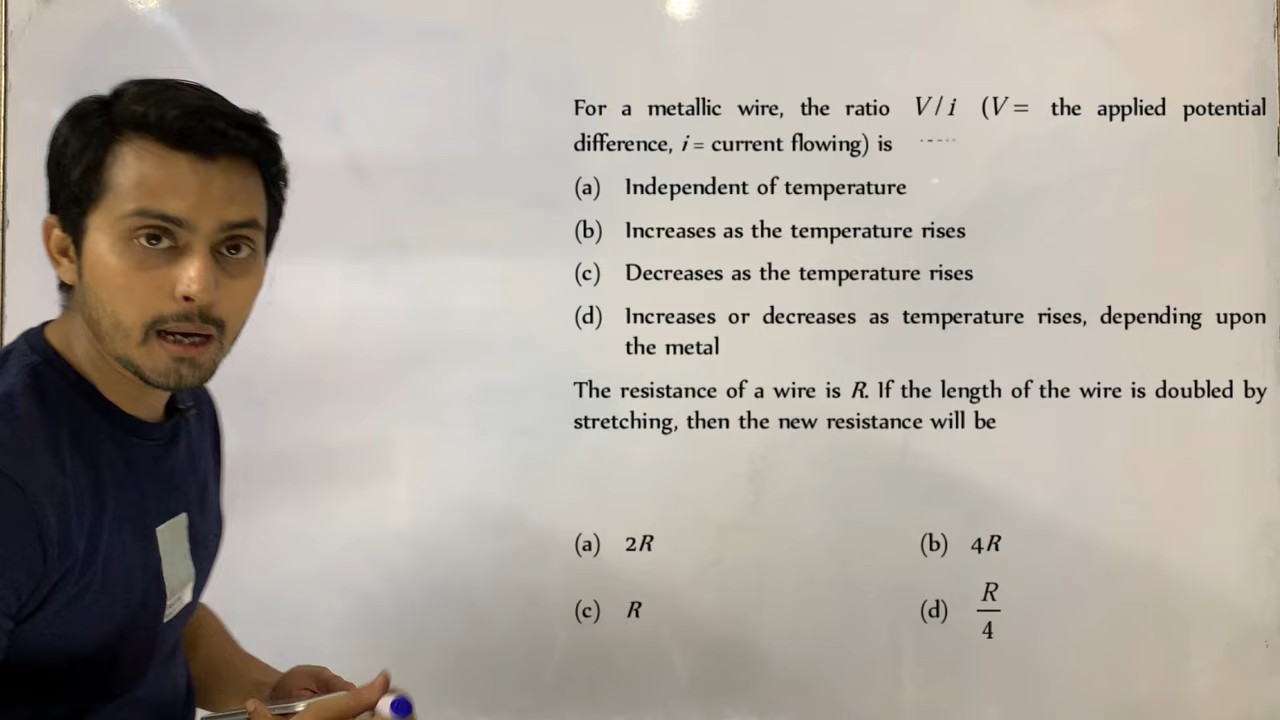 For a metallic wire, the ratio V/i (V= the applied potential
difference, i = current flowing) is -----
(a) Independent of temperature
(b) Increases as the temperature rises
(c) Decreases as the temperature rises
(d) Increases or decreases as temperature rises, depending upon
the metal
The resistance of a wire is R. If the length of the wire is doubled by
stretching, then the new resistance will be
(a) 2R (b) 4R
(c) R (d) R/4